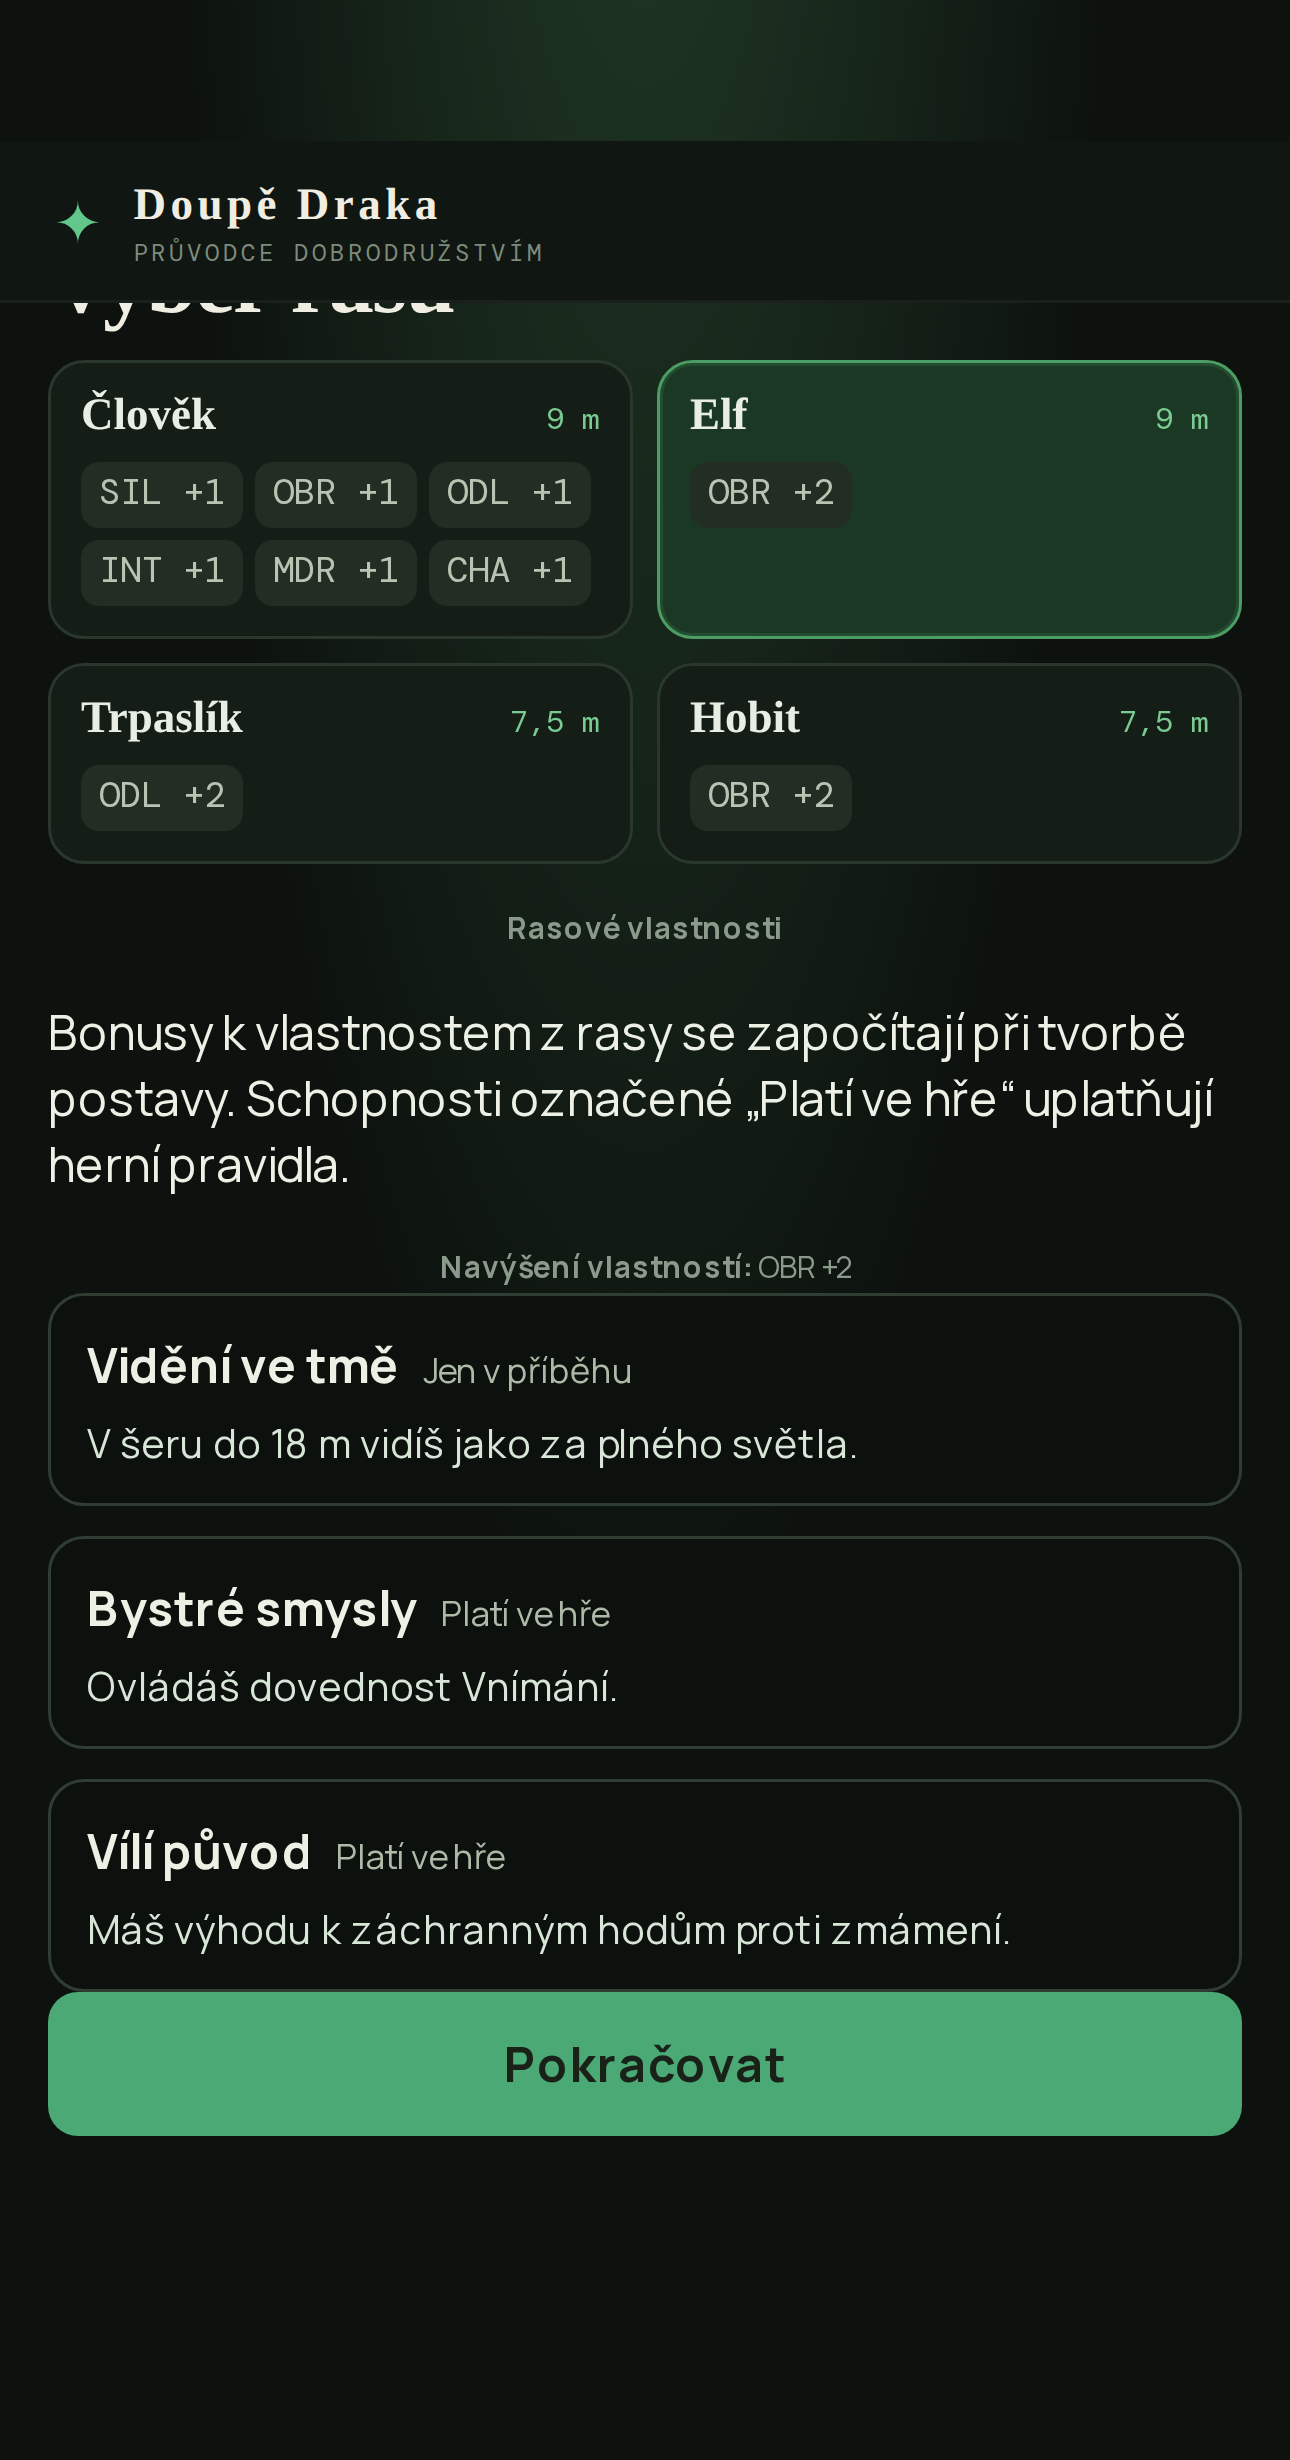 Doupě Draka
PRŮVODCE DOBRODRUŽSTVÍM
Člověk
9 m
SIL +1 OBR +1 ODL +1
INT +1 MDR +1 CHA +1
Elf
9 m
OBR +2
Trpaslík
7,5 m
ODL +2
Hobit
7,5 m
OBR +2
Rasové vlastnosti
Bonusy k vlastnostem z rasy se započítají při tvorbě
postavy. Schopnosti označené „Platí ve hře“ uplatňují
herní pravidla.
Navýšení vlastností: OBR +2
Vidění ve tmě Jen v příběhu
V šeru do 18 m vidíš jako za plného světla.
Bystré smysly Platí ve hře
Ovládáš dovednost Vnímání.
Vílí původ Platí ve hře
Máš výhodu k záchranným hodům proti zmámení.
Pokračovat